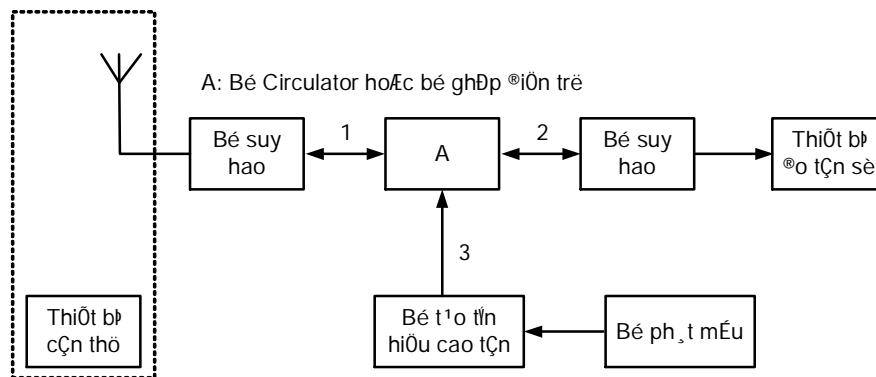 A: Bé Circulator hoÆc bé ghÐp ®iÖn trë
Bé suy
hao
1
A
2
Bé suy
hao
ThiÕt bÞ
®o tÇn sè
3
ThiÕt bÞ
cÇn thö
Bé t¹o tÝn
hiÖu cao tÇn
Bé ph¸t mÉu